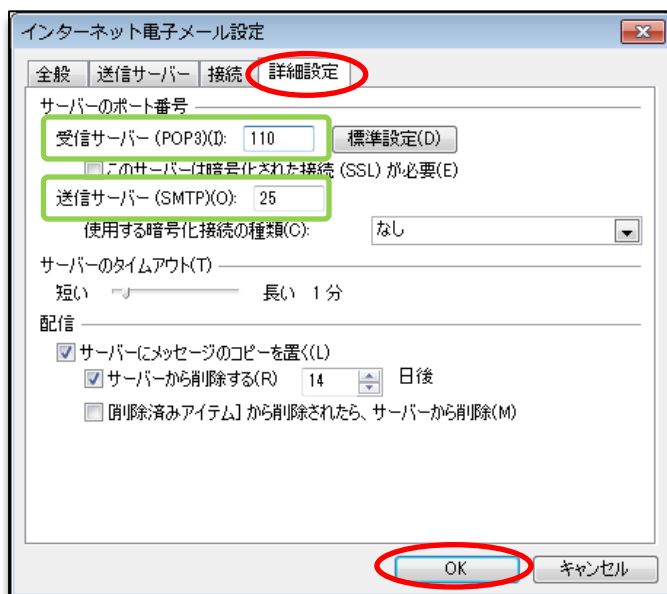 インターネット電子メール設定
全般 送信サーバー 接続 詳細設定
サーバーのポート番号
受信サーバー (POP3)(I): 110 標準設定(D)
このサーバーは暗号化された接続 (SSL) が必要(E)
送信サーバー (SMTP)(O): 25
使用する暗号化接続の種類(C): なし
サーバーのタイムアウト(T)
短い 長い 1 分
配信
サーバーにメッセージのコピーを置く(L)
サーバーから削除する(R) 14 日後
[削除済みアイテム] から削除されたら、サーバーから削除(M)
OK キャンセル